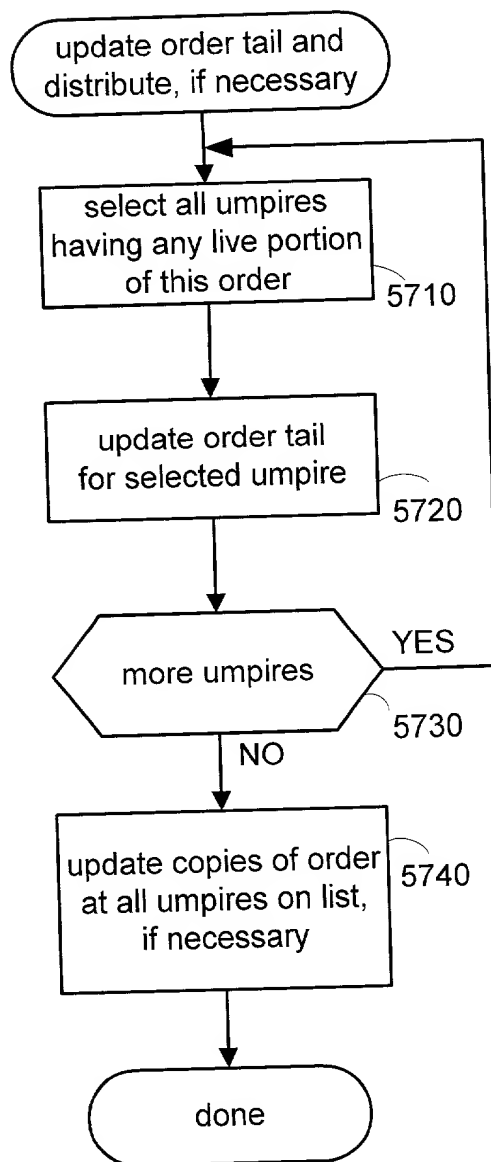 update order tail and
distribute, if necessary
select all umpires
having any live portion
of this order
5710
update order tail
for selected umpire
5720
more umpires
YES
5730
NO
update copies of order
at all umpires on list,
if necessary
5740
done